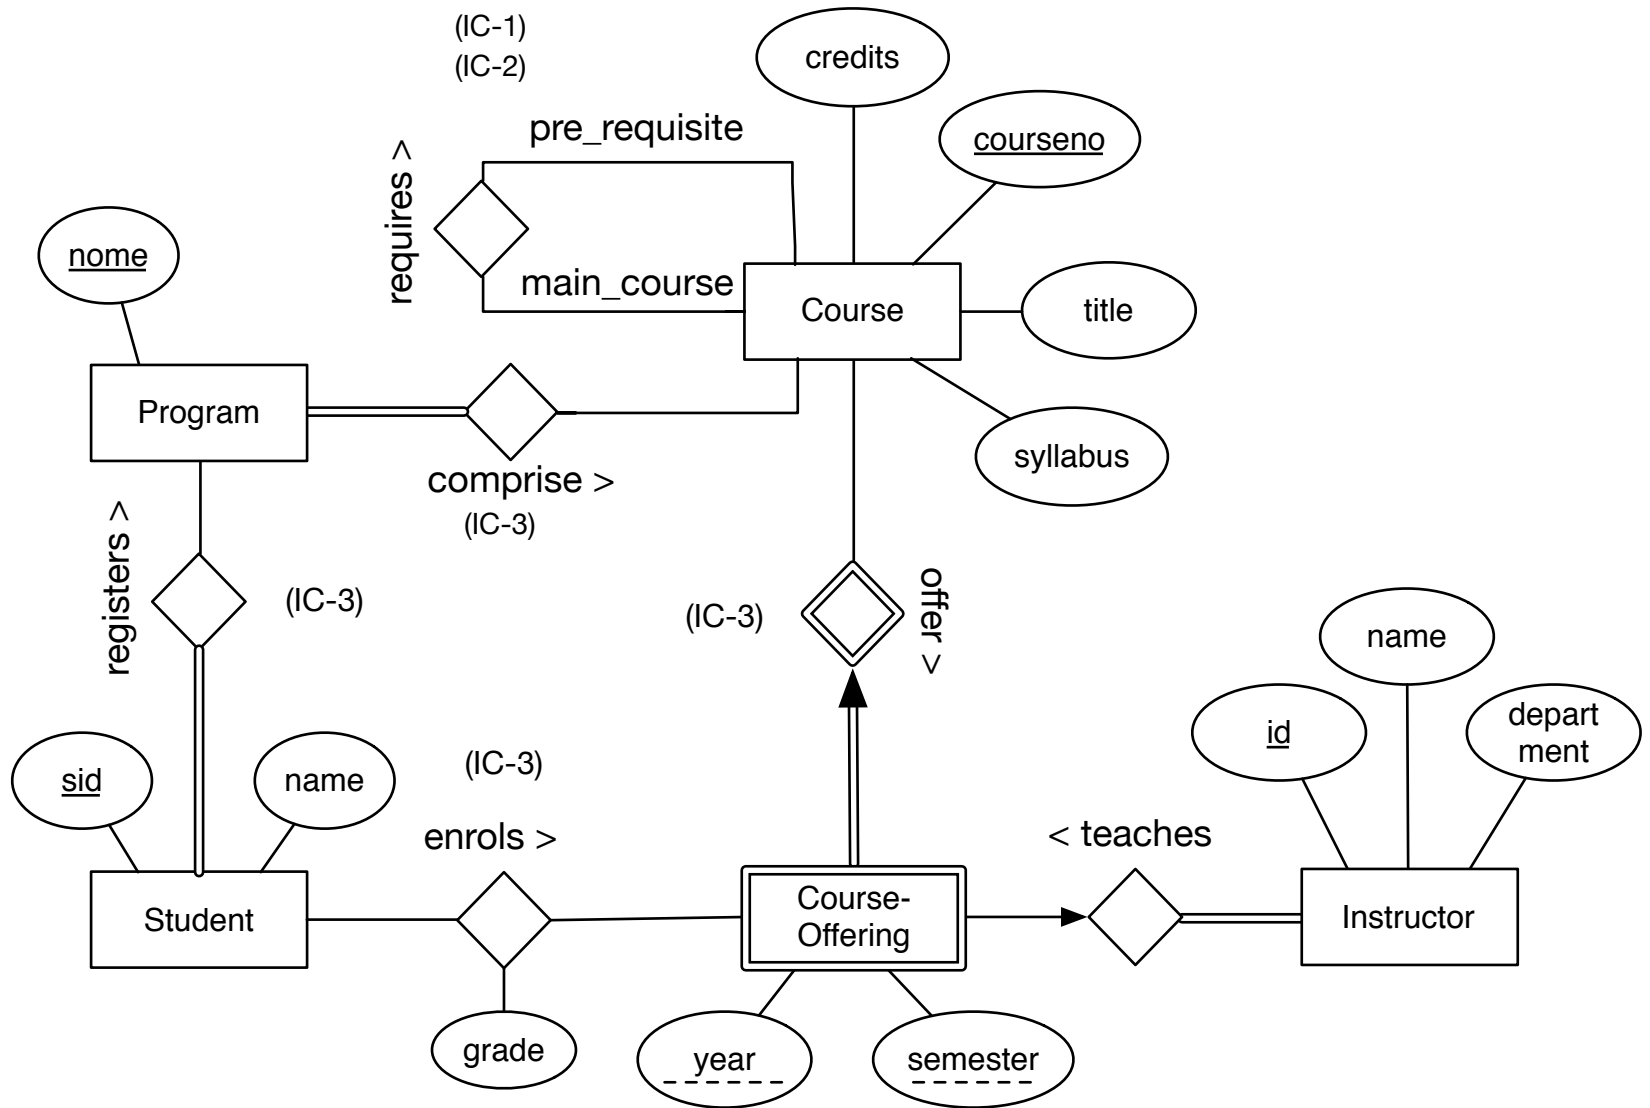 (IC-1)
(IC-2)
credits
pre_requisite
courseno
requires >
nome
main_course
Course
title
Program
syllabus
comprise >
(IC-3)
registers >
(IC-3)
(IC-3)
offer >
name
id
depart
ment
sid
name
(IC-3)
enrols >
< teaches
Student
Course-
Offering
Instructor
grade
year
semester